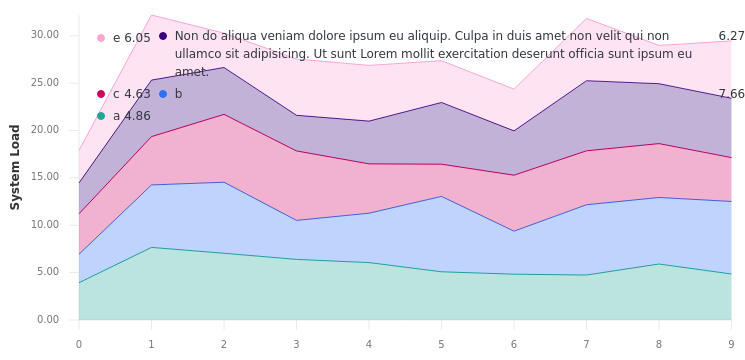 30.00
e 6.05
Non do aliqua veniam dolore ipsum eu aliquip. Culpa in duis amet non velit qui non
6.27
ullamco sit adipisicing. Ut sunt Lorem mollit exercitation deserunt officia sunt ipsum eu
amet.
25.00
c 4.63
b
7.66
a 4.86
20.00
System Load
15.00
10.00
5.00
0.00
0 1 2 3 4 5 6 7 8 9